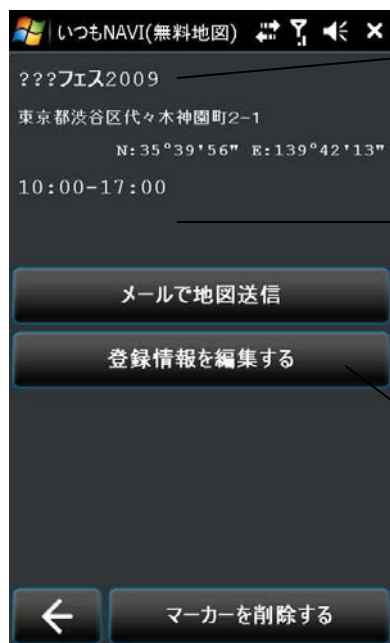 いつもNAVI(無料地図)
???フェス2009
東京都渋谷区代々木神園町2-1
N:35°39'56" E:139°42'13"
10:00-17:00
メールで地図送信
登録情報を編集する
マーカーを削除する